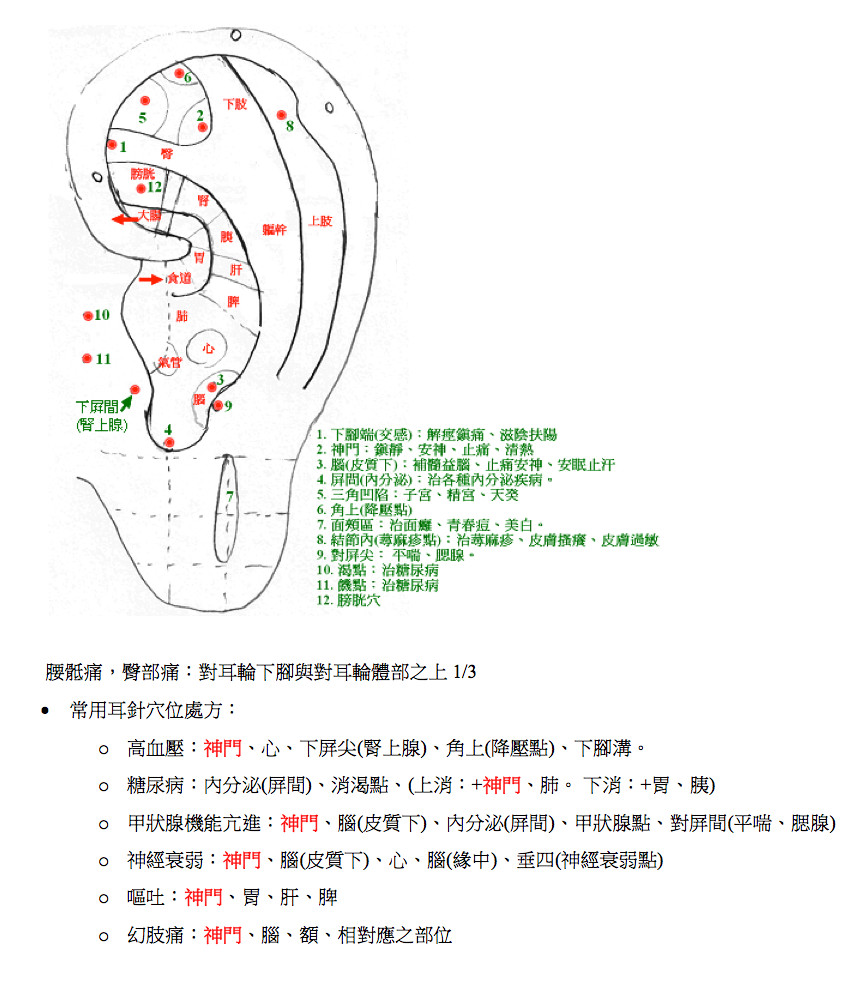 6
5
2
下肢
8
1
臀
膀胱
12
腎
大腸
上肢
軀幹
胰
胃
肝
食道
脾
肺
10
心
11
氣管
3
腦
9
下屛間
(腎上腺)
4
7
1. 下腳端(交感)：解痙鎮痛、滋陰扶陽
2. 神門：鎮靜、安神、止痛、清熱
3. 腦(皮質下)：補髓益腦、止痛安神、安眠止汗
4. 屛間(內分泌)：治各種內分泌疾病。
5. 三角凹陷：子宮、精宮、天癸
6. 角上(降壓點)
7. 面頰區：治面癱、青春痘、美白。
8. 結節內(蕁麻疹點)：治蕁麻疹、皮膚搔癢、皮膚過敏
9. 對屛尖： 平喘、腮腺。
10. 渴點：治糖尿病
11. 饑點：治糖尿病
12. 膀胱穴
腰骶痛，臀部痛：對耳輪下腳與對耳輪體部之上 1/3
• 常用耳針穴位處方：
○ 高血壓：神門、心、下屏尖(腎上腺)、角上(降壓點)、下腳溝。
○ 糖尿病：內分泌(屏間)、消渴點、(上消：+神門、肺。 下消：+胃、胰)
○ 甲狀腺機能亢進：神門、腦(皮質下)、內分泌(屏間)、甲狀腺點、對屏間(平喘、腮腺)
○ 神經衰弱：神門、腦(皮質下)、心、腦(緣中)、垂四(神經衰弱點)
○ 嘔吐：神門、胃、肝、脾
○ 幻肢痛：神門、腦、額、相對應之部位